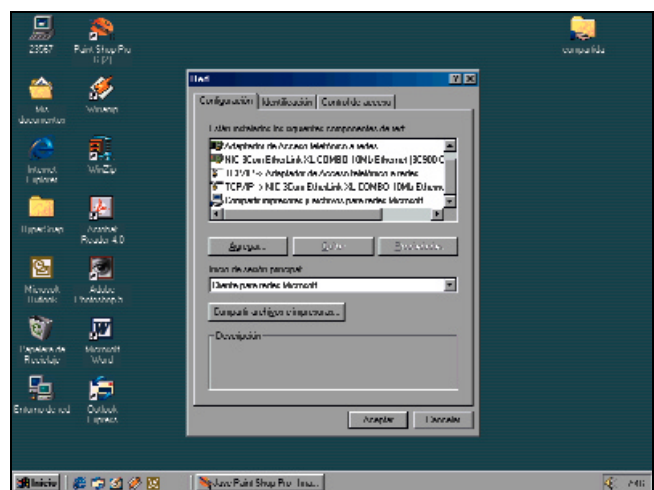 23567
Paint Shop Pro
compartida
Mis
documentos
Winamp
Internet
Explorer
WinZip
HyperSnap
Acrobat
Reader 4.0
Microsoft
Outlook
Adobe
Photoshop 5
Papelera de
Reciclaje
Microsoft
Word
Entorno de red
Outlook
Express
Red
Configuración
Identificación
Control de acceso
Están instalados los siguientes componentes de red:
Adaptador de Acceso telefónico a redes
NIC 3Com EtherLink XL COMBO 10Mb Ethernet (3C900 C
TCP/IP -> Adaptador de Acceso telefónico a redes
TCP/IP -> NIC 3Com EtherLink XL COMBO 10Mb Ethern
Compartir impresoras y archivos para redes Microsoft
Agregar...
Quitar
Propiedades
Inicio de sesión principal:
Cliente para redes Microsoft
Compartir archivos e impresoras...
Descripción
Aceptar
Cancelar
Inicio
Jasc Paint Shop Pro - Ima...